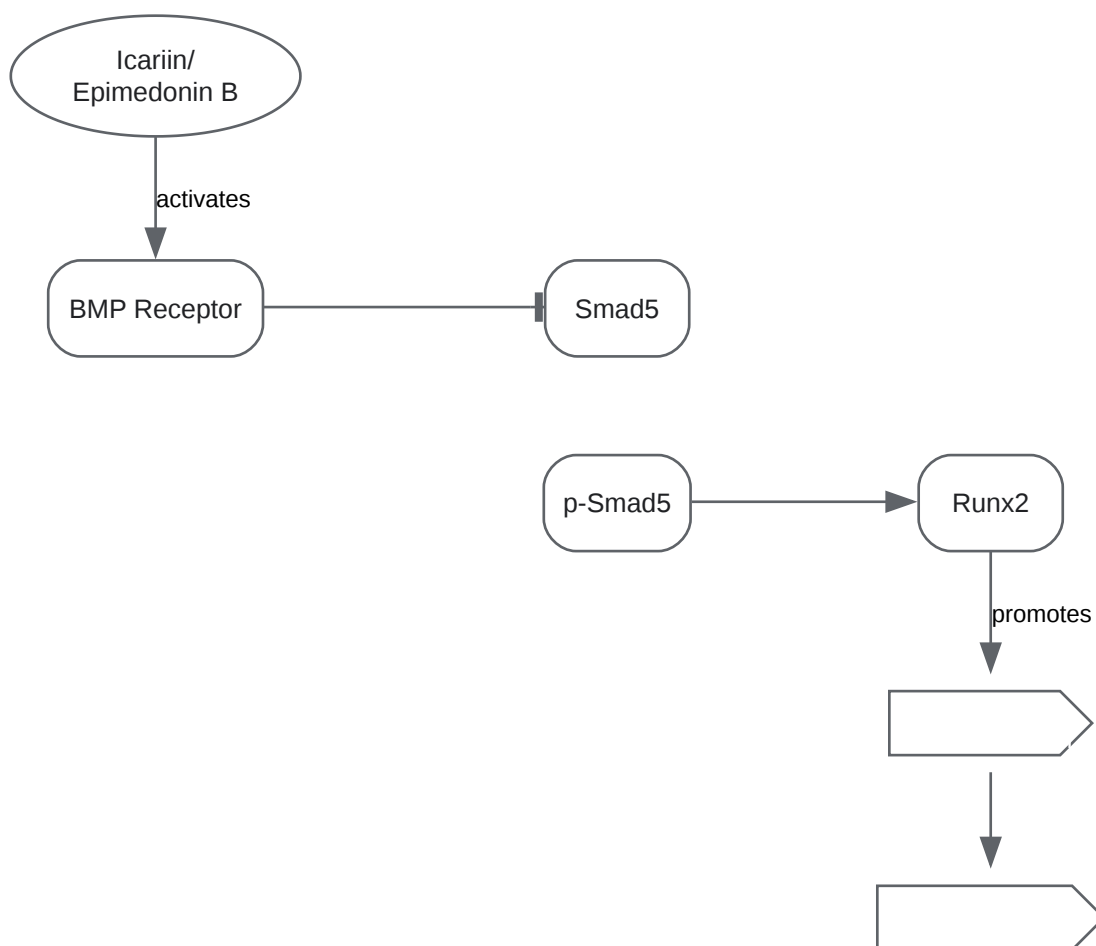 Icariin/
Epimedonin B
activates
BMP Receptor
Smad5
p-Smad5
Runx2
promotes